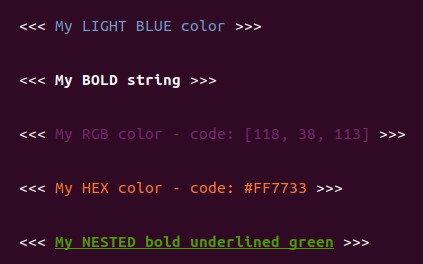 <<< My LIGHT BLUE color >>>
<<< My BOLD string >>>
<<< My RGB color - code: [118, 38, 113] >>>
<<< My HEX color - code: #FF7733 >>>
<<< My NESTED bold underlined green >>>